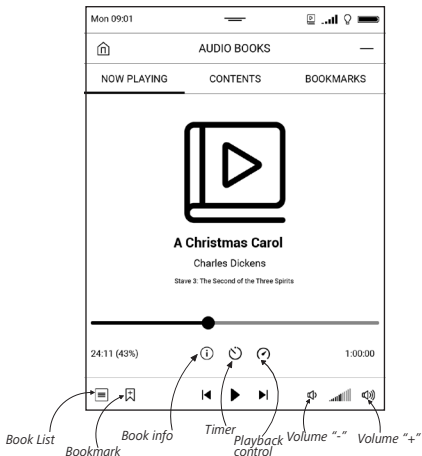 Mon 09:01
AUDIO BOOKS
NOW PLAYING CONTENTS BOOKMARKS
A Christmas Carol
Charles Dickens
Stave 3: The Second of the Three Spirits
24:11 (43%) 1:00:00
Book List
Bookmark
Book info
Timer
Playback
control
Volume "-"
Volume "+"